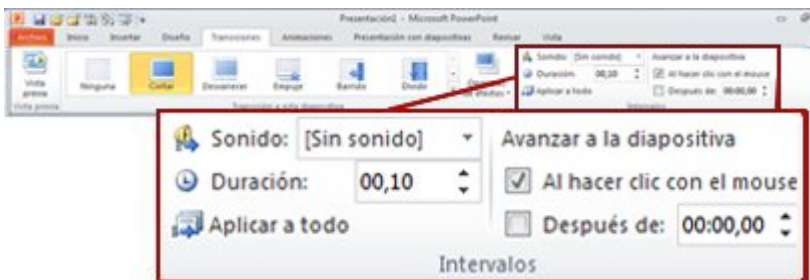 Presentación1 - Microsoft PowerPoint
Archivo Inicio Insertar Diseño Transiciones Animaciones Presentación con diapositivas Revisar Vista
Vista previa
Ninguna Cortar Desvanecer Empuje Barrido Dividir
de efectos
Sonido: [Sin sonido] Avanzar a la diapositiva
Duración: 00,10 Al hacer clic con el mouse
Aplicar a todo Después de: 00:00,00
Vista previa Transición a esta diapositiva Intervalos
Sonido: [Sin sonido] Avanzar a la diapositiva
Duración: 00,10 Al hacer clic con el mouse
Aplicar a todo Después de: 00:00,00
Intervalos